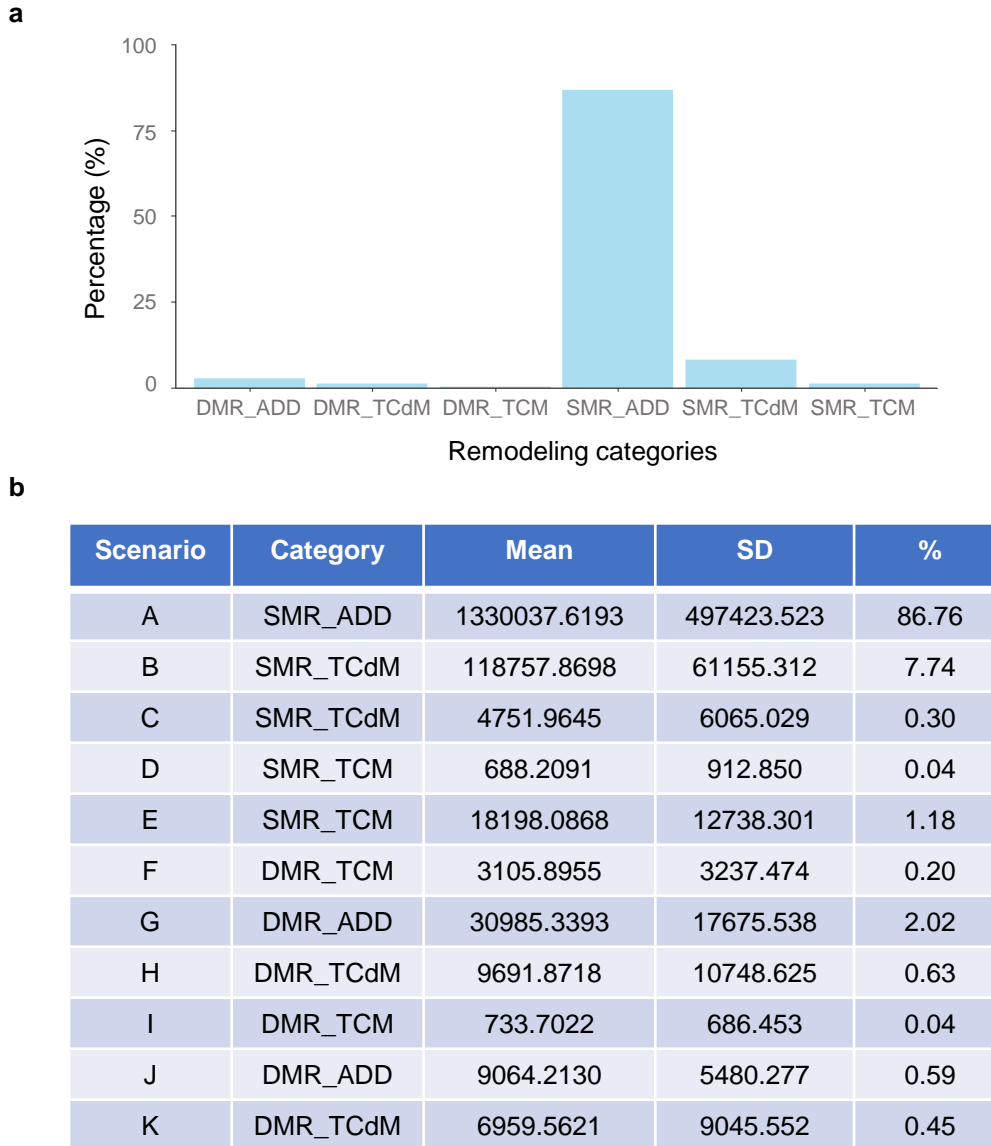 a
100
75
50
25
0
Percentage (%)
DMR_ADD DMR_TCdM DMR_TCM SMR_ADD SMR_TCdM SMR_TCM
Remodeling categories
b
Scenario Category Mean SD %
A SMR_ADD 1330037.6193 497423.523 86.76
B SMR_TCdM 118757.8698 61155.312 7.74
C SMR_TCdM 4751.9645 6065.029 0.30
D SMR_TCM 688.2091 912.850 0.04
E SMR_TCM 18198.0868 12738.301 1.18
F DMR_TCM 3105.8955 3237.474 0.20
G DMR_ADD 30985.3393 17675.538 2.02
H DMR_TCdM 9691.8718 10748.625 0.63
I DMR_TCM 733.7022 686.453 0.04
J DMR_ADD 9064.2130 5480.277 0.59
K DMR_TCdM 6959.5621 9045.552 0.45